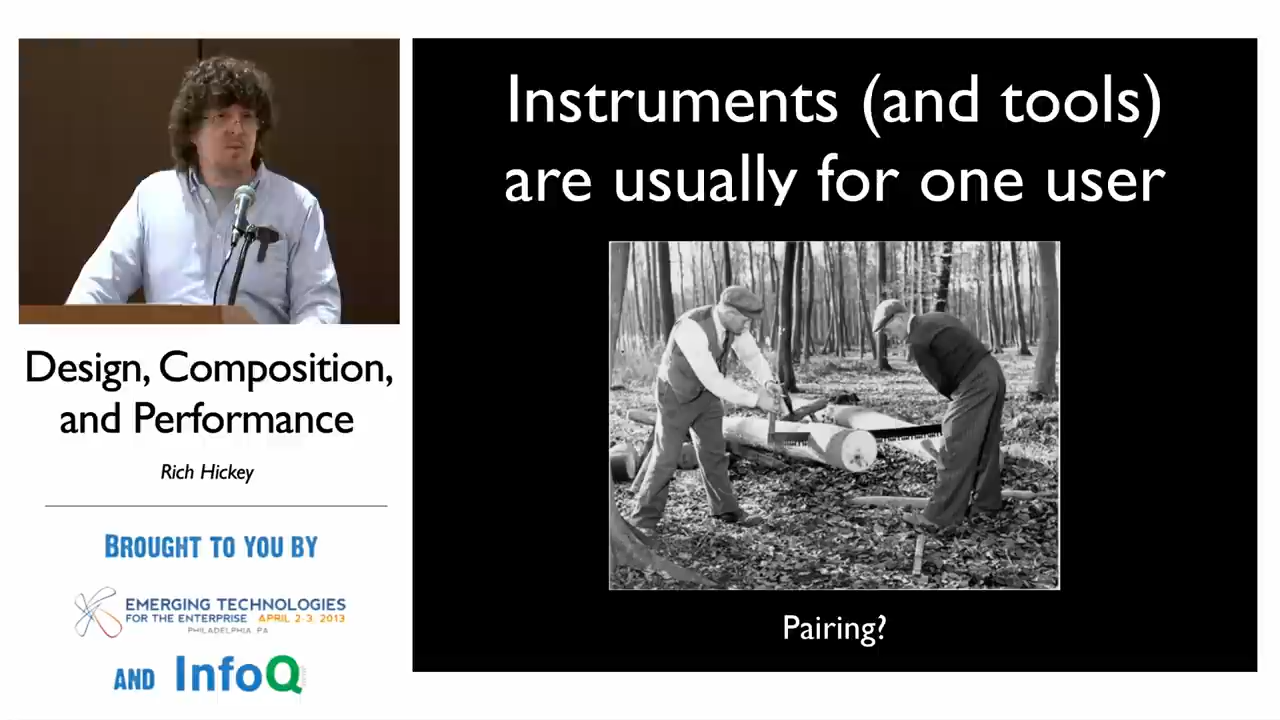 Instruments (and tools)
are usually for one user
Pairing?
Design, Composition,
and Performance
Rich Hickey
BROUGHT TO YOU BY
EMERGING TECHNOLOGIES
FOR THE ENTERPRISE APRIL 2-3, 2013
PHILADELPHIA, PA
AND InfoQ